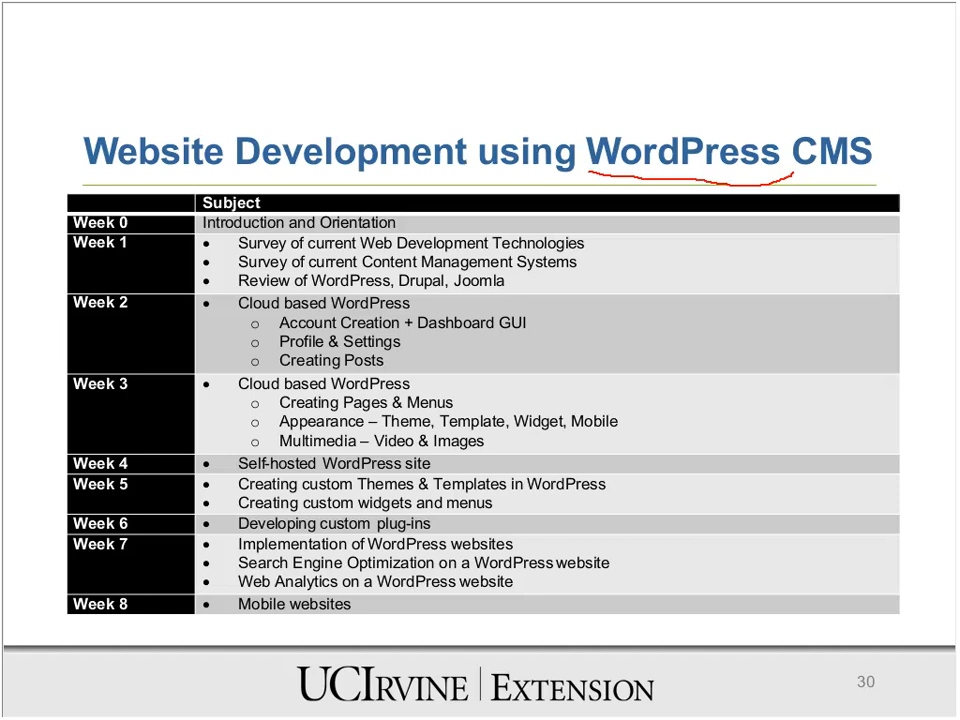 Website Development using WordPress CMS
Subject
Week 0 Introduction and Orientation
Week 1 • Survey of current Web Development Technologies
• Survey of current Content Management Systems
• Review of WordPress, Drupal, Joomla
Week 2 • Cloud based WordPress
o Account Creation + Dashboard GUI
o Profile & Settings
o Creating Posts
Week 3 • Cloud based WordPress
o Creating Pages & Menus
o Appearance – Theme, Template, Widget, Mobile
o Multimedia – Video & Images
Week 4 • Self-hosted WordPress site
Week 5 • Creating custom Themes & Templates in WordPress
• Creating custom widgets and menus
Week 6 • Developing custom plug-ins
Week 7 • Implementation of WordPress websites
• Search Engine Optimization on a WordPress website
• Web Analytics on a WordPress website
Week 8 • Mobile websites
UCIRVINE | EXTENSION
30